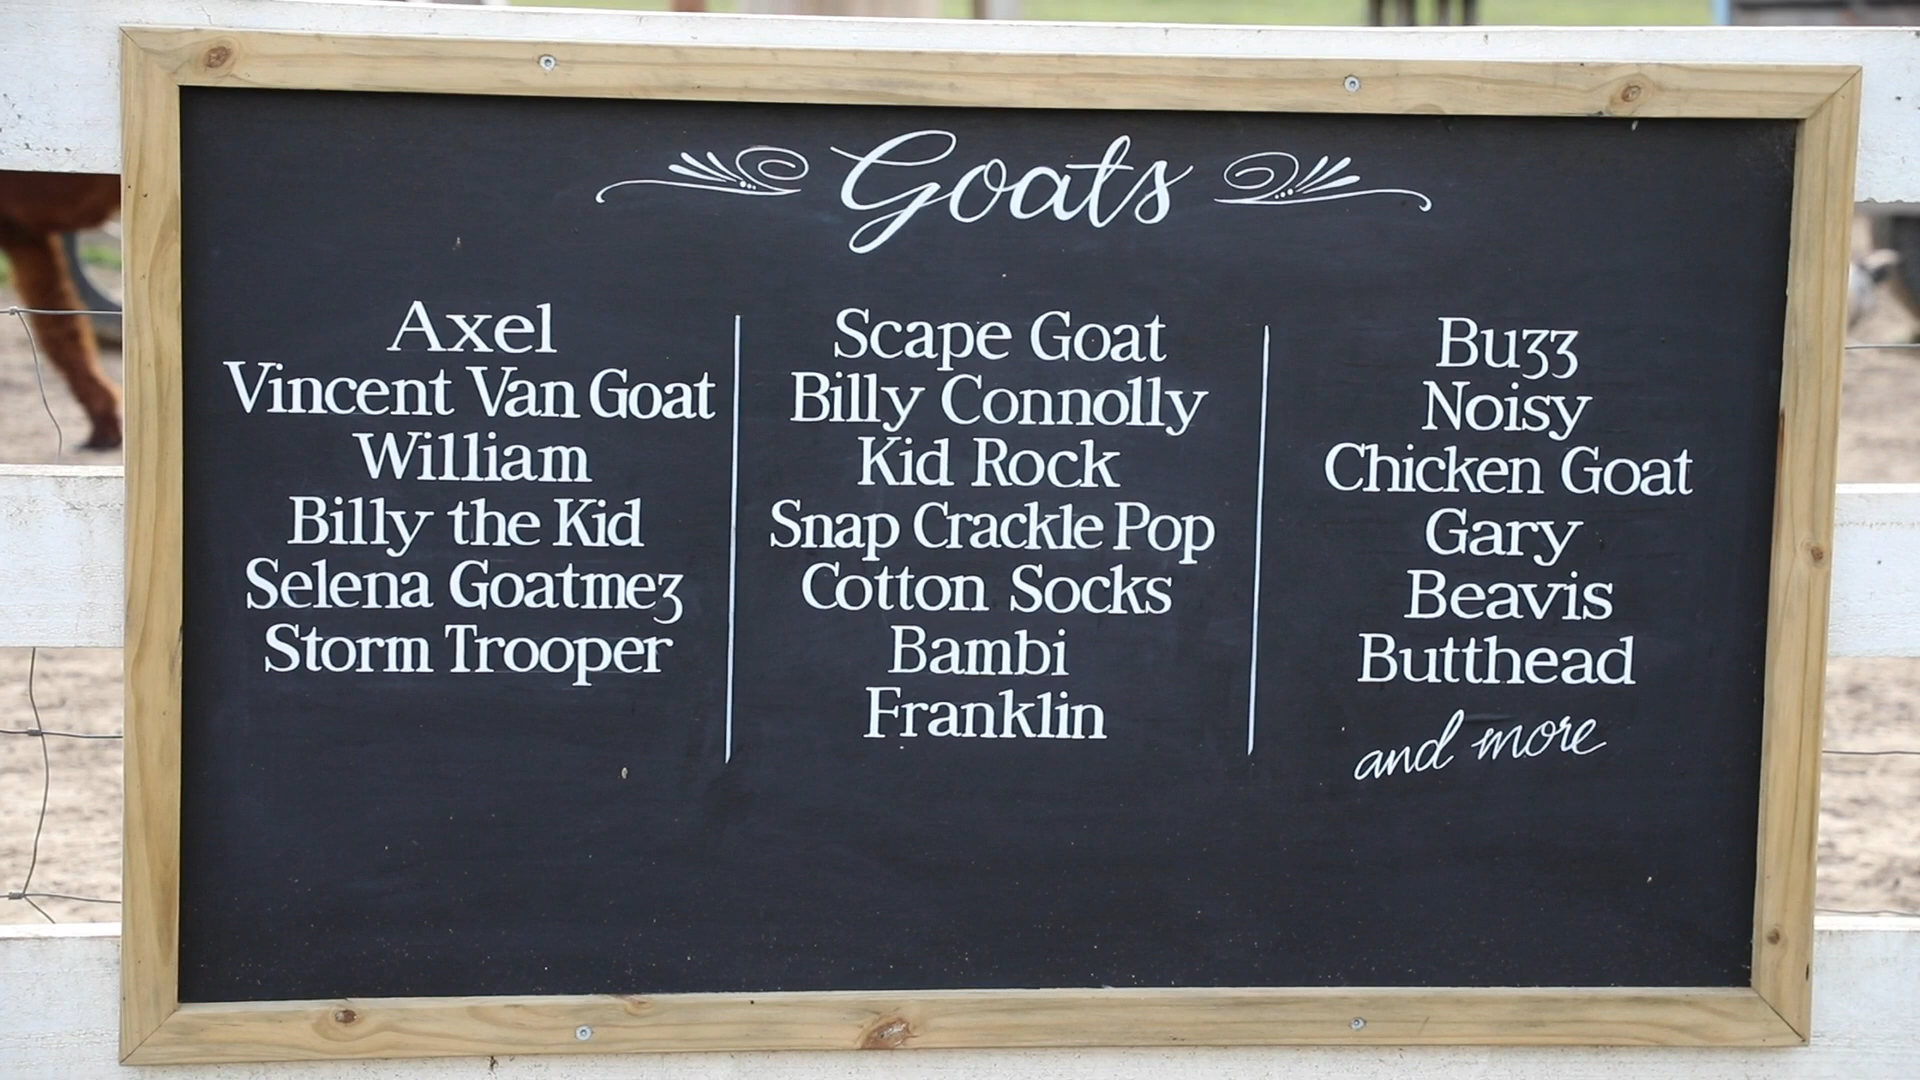 Goats
Axel
Vincent Van Goat
William
Billy the Kid
Selena Goatmez
Storm Trooper
Scape Goat
Billy Connolly
Kid Rock
Snap Crackle Pop
Cotton Socks
Bambi
Franklin
Buzz
Noisy
Chicken Goat
Gary
Beavis
Butthead
and more